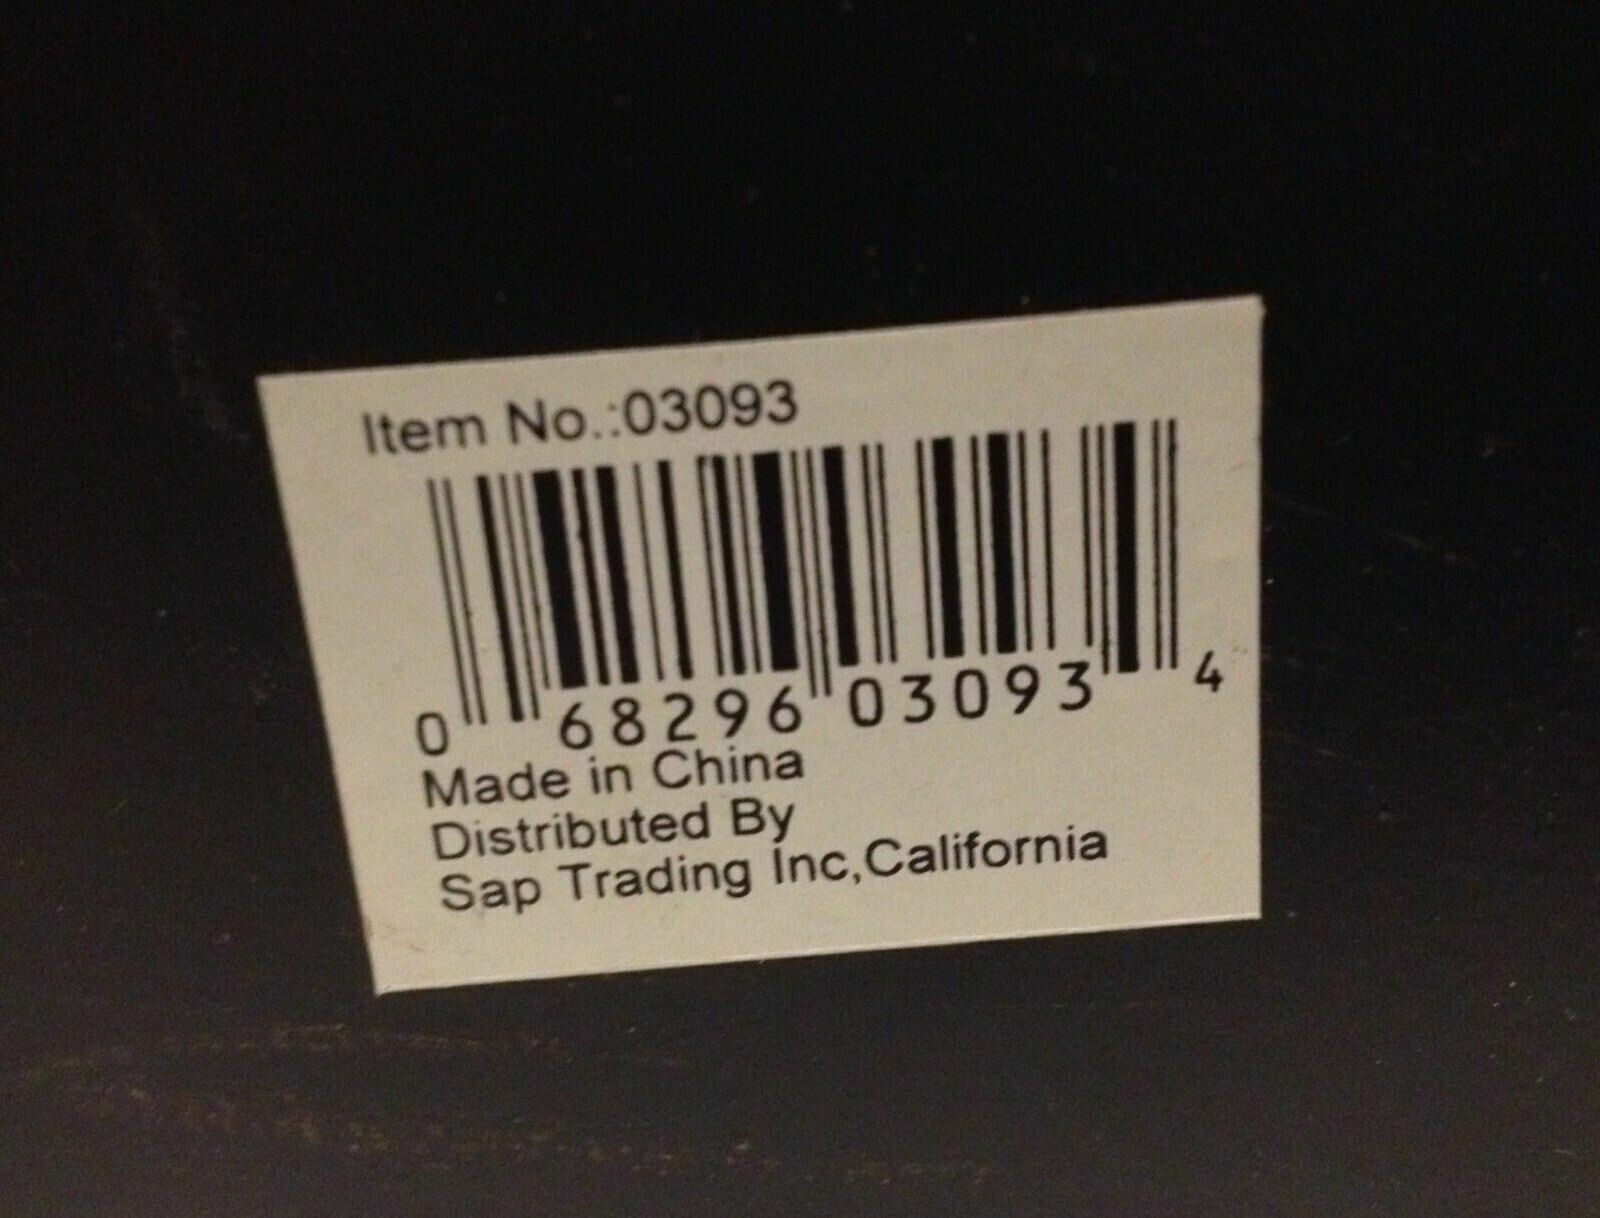 Item No.:03093
0 68296 03093 4
Made in China
Distributed By
Sap Trading Inc,California